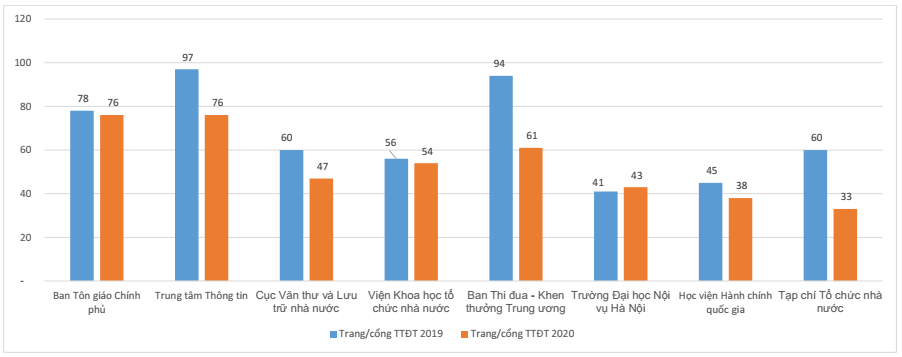 120
100
80
60
40
20
-
78
76
97
76
60
47
56
54
94
61
41
43
45
38
60
33
Ban Tôn giáo Chính
phủ
Trung tâm Thông tin
Cục Văn thư và Lưu
trữ nhà nước
Viện Khoa học tổ
chức nhà nước
Ban Thi đua - Khen
thưởng Trung ương
Trường Đại học Nội
vụ Hà Nội
Học viện Hành chính
quốc gia
Tạp chí Tổ chức nhà
nước
Trang/cổng TTĐT 2019
Trang/cổng TTĐT 2020